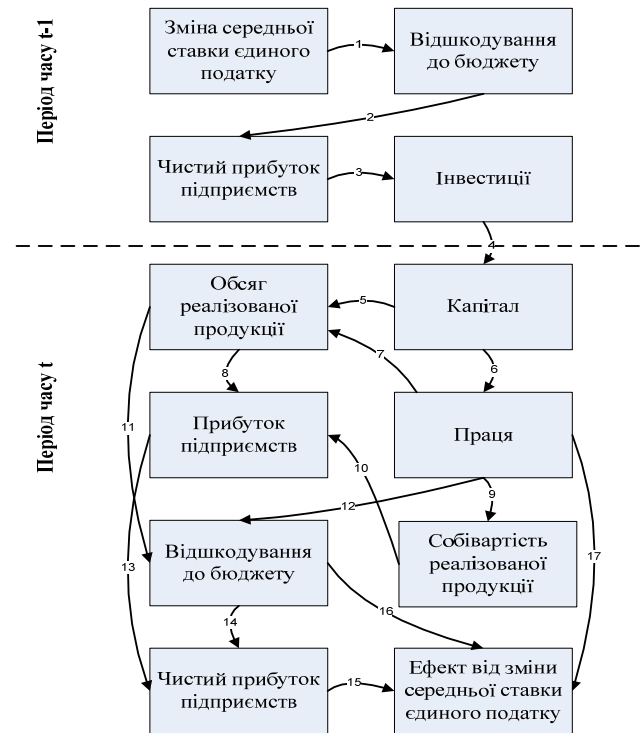 Період часу t-1
Зміна середньої
ставки єдиного
податку
1
Відшкодування
до бюджету
2
Чистий прибуток
підприємств
3
Інвестиції
4
Період часу t
Обсяг
реалізованої
продукції
5
Капітал
6
7
8
Прибуток
підприємств
Праця
9
10
11
12
Відшкодування
до бюджету
Собівартість
реалізованої
продукції
13
14
16
17
Чистий прибуток
підприємств
15
Ефект від зміни
середньої ставки
єдиного податку